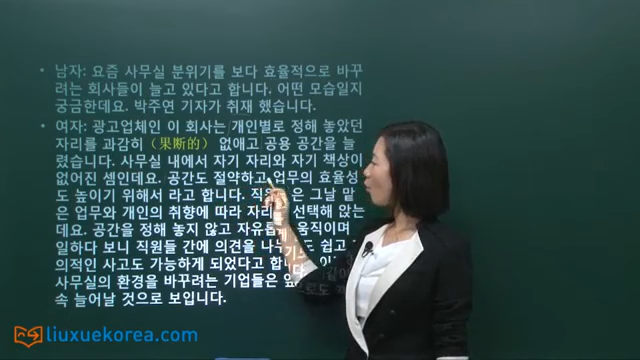 • 남자: 요즘 사무실 분위기를 보다 효율적으로 바꾸
려는 회사들이 늘고 있다고 합니다. 어떤 모습일지
궁금한데요. 박주연 기자가 취재 했습니다.
• 여자: 광고업체인 이 회사는 개인별로 정해 놓았던
자리를 과감히 (果断的) 없애고 공용 공간을 늘
렸습니다. 사무실 내에서 자기 자리와 자기 책상이
없어진 셈인데요. 공간도 절약하고 업무의 효율성
도 높이기 위해서 라고 합니다. 은 그날 맡
은 업무와 개인의 취향에 따라 자리를 선택해 앉는
데요. 공간을 정해 놓지 않고 자유롭게 움직이며
일하다 보니 직원들 간에 의견을 나누기도 쉽고
의적인 사고도 가능하게 되었다고 합니다.
사무실의 환경을 바꾸려는 기업들은
속 늘어날 것으로 보입니다.
liuxuekorea.com